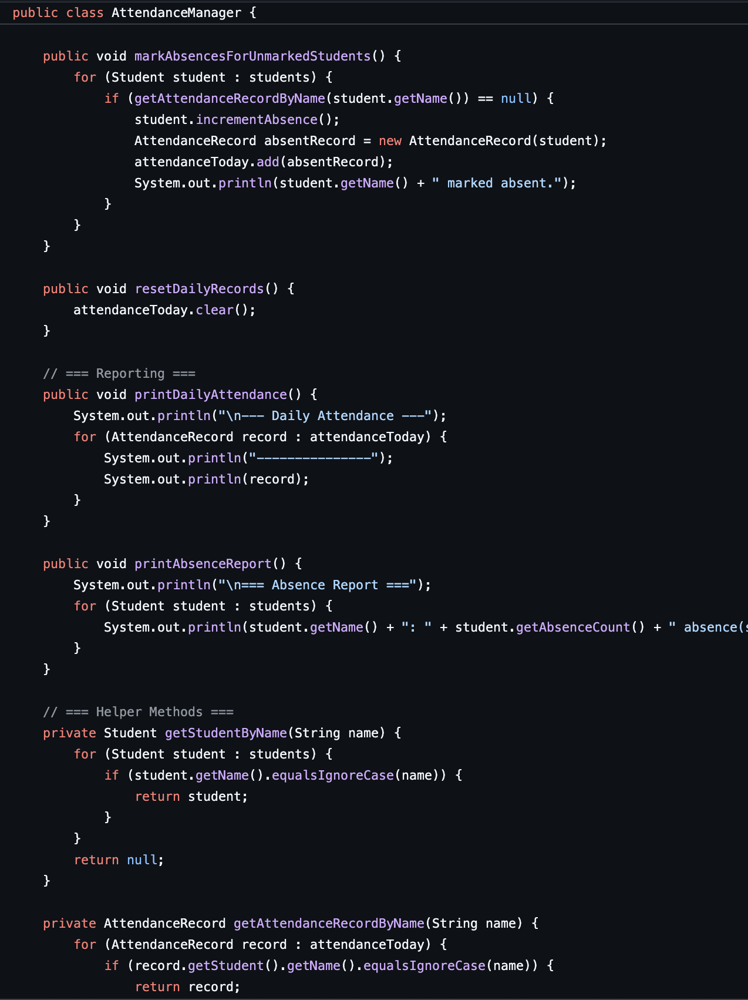 public class AttendanceManager {
    public void markAbsencesForUnmarkedStudents() {
        for (Student student : students) {
            if (getAttendanceRecordByName(student.getName()) == null) {
                student.incrementAbsence();
                AttendanceRecord absentRecord = new AttendanceRecord(student);
                attendanceToday.add(absentRecord);
                System.out.println(student.getName() + " marked absent.");
            }
        }
    }
    public void resetDailyRecords() {
        attendanceToday.clear();
    }
    // === Reporting ===
    public void printDailyAttendance() {
        System.out.println("\n--- Daily Attendance ---");
        for (AttendanceRecord record : attendanceToday) {
            System.out.println("---------------");
            System.out.println(record);
        }
    }
    public void printAbsenceReport() {
        System.out.println("\n=== Absence Report ===");
        for (Student student : students) {
            System.out.println(student.getName() + ": " + student.getAbsenceCount() + " absence(s
        }
    }
    // === Helper Methods ===
    private Student getStudentByName(String name) {
        for (Student student : students) {
            if (student.getName().equalsIgnoreCase(name)) {
                return student;
            }
        }
        return null;
    }
    private AttendanceRecord getAttendanceRecordByName(String name) {
        for (AttendanceRecord record : attendanceToday) {
            if (record.getStudent().getName().equalsIgnoreCase(name)) {
                return record;